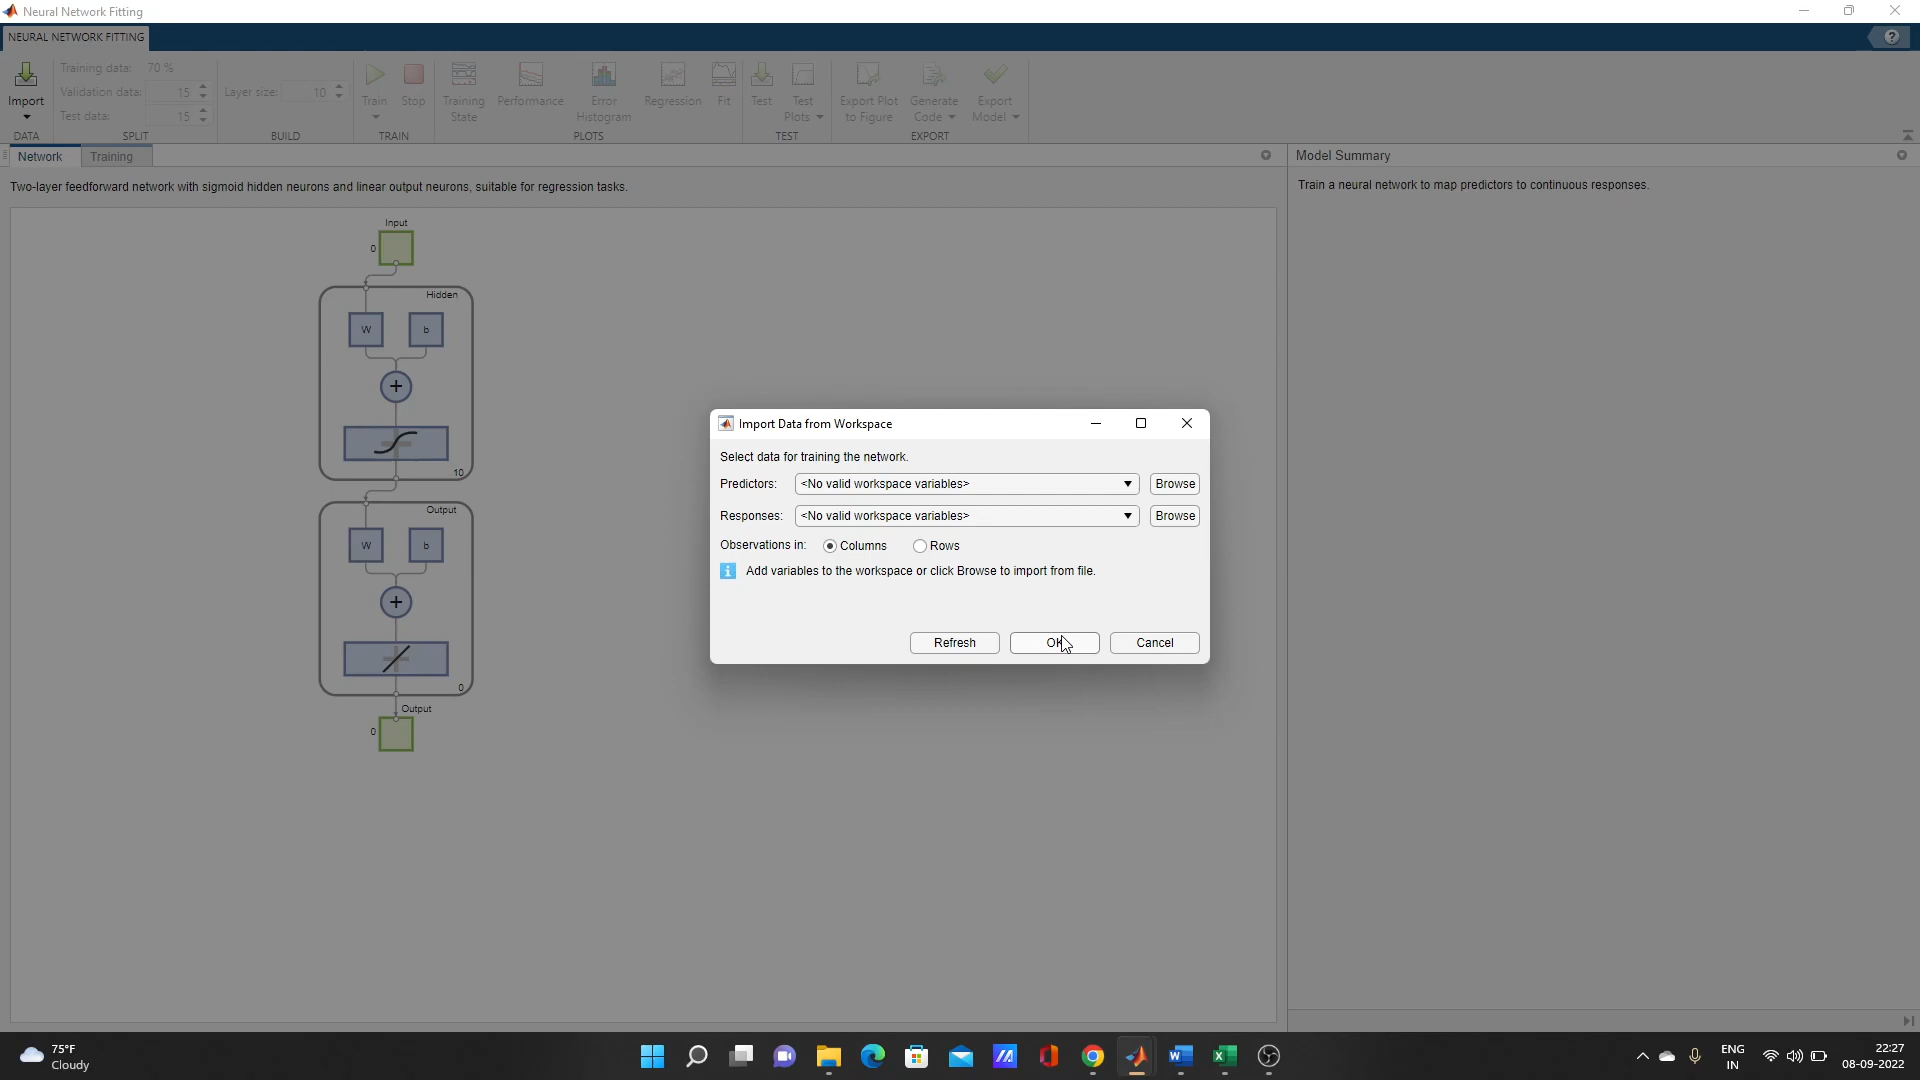 Neural Network Fitting
NEURAL NETWORK FITTING
?
Import
DATA
Training data: 70 %
Validation data: 15
Test data: 15
SPLIT
Layer size: 10
BUILD
Train
Stop
TRAIN
Training
State
Performance
Error
Histogram
Regression
Fit
PLOTS
Test
Test
Plots
TEST
Export Plot
to Figure
Generate
Code
Export
Model
EXPORT
Network
Training
Model Summary
Two-layer feedforward network with sigmoid hidden neurons and linear output neurons, suitable for regression tasks.
Train a neural network to map predictors to continuous responses.
Input
0
Hidden
W
b
+
10
Output
W
b
+
0
Output
0
Import Data from Workspace
Select data for training the network.
Predictors: <No valid workspace variables> Browse
Responses: <No valid workspace variables> Browse
Observations in: Columns Rows
i Add variables to the workspace or click Browse to import from file.
Refresh OK Cancel
75°F
Cloudy
ENG
IN
22:27
08-09-2022